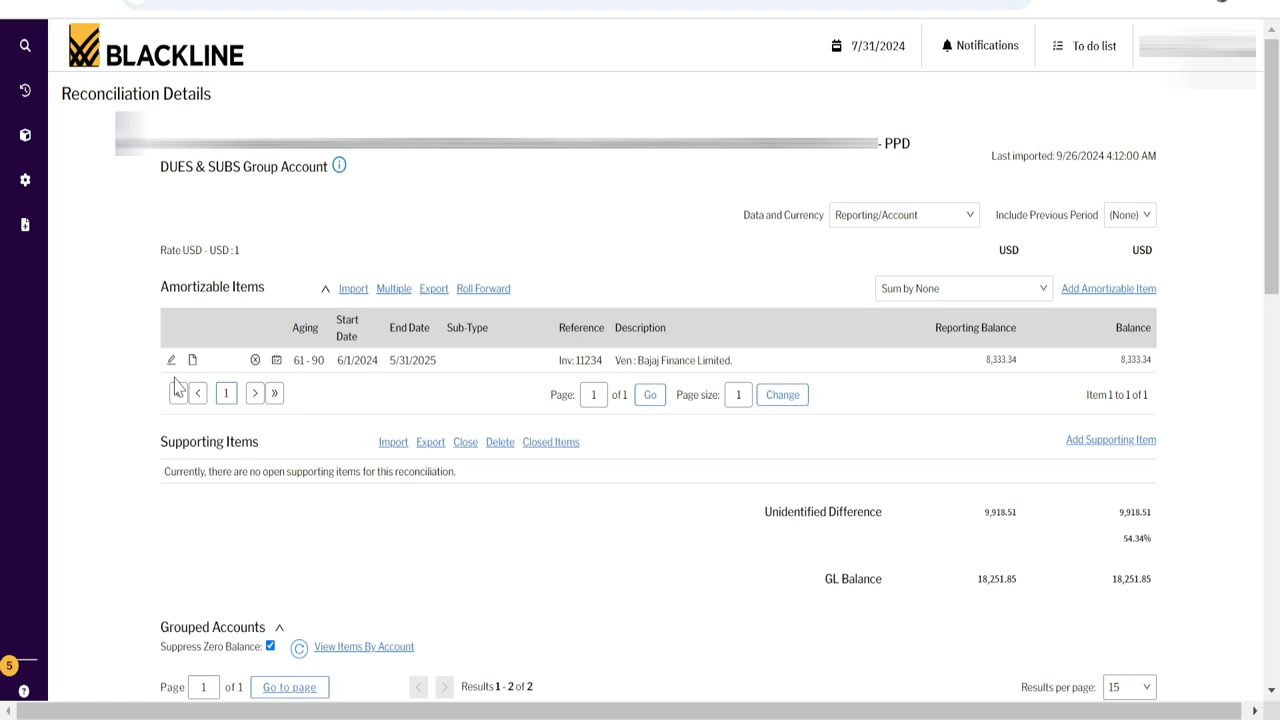 BLACKLINE
7/31/2024 Notifications To do list
Reconciliation Details
- PPD
DUES & SUBS Group Account
Last imported: 9/26/2024 4:12:00 AM
Data and Currency Reporting/Account Include Previous Period (None)
Rate USD - USD : 1 USD USD
Amortizable Items Import Multiple Export Roll Forward Sum by None Add Amortizable Item
Aging Start Date End Date Sub-Type Reference Description Reporting Balance Balance
61 - 90 6/1/2024 5/31/2025 Inv: 11234 Ven : Bajaj Finance Limited. 8,333.34 8,333.34
1 Page: 1 of 1 Go Page size: 1 Change Item 1 to 1 of 1
Supporting Items Import Export Close Delete Closed Items Add Supporting Item
Currently, there are no open supporting items for this reconciliation.
Unidentified Difference 9,918.51 9,918.51
54.34%
GL Balance 18,251.85 18,251.85
Grouped Accounts
Suppress Zero Balance: C View Items By Account
5
Page 1 of 1 Go to page Results 1 - 2 of 2 Results per page: 15